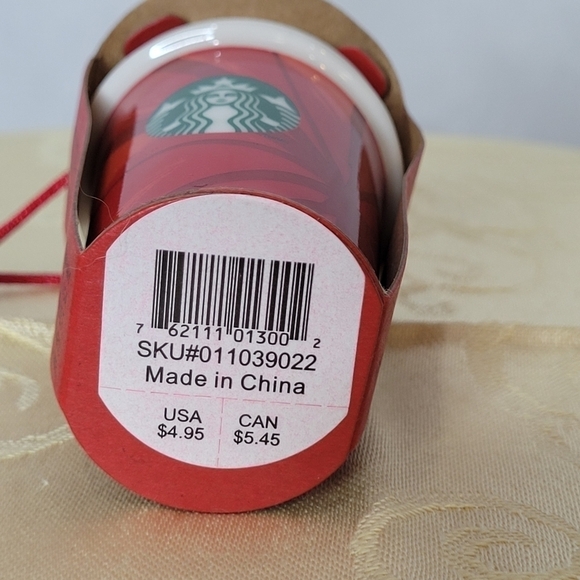 7 62111 01300 2
SKU#011039022
Made in China
USA CAN
$4.95 $5.45